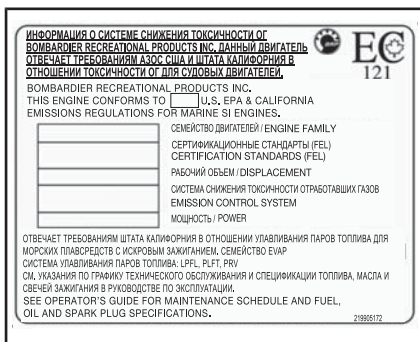 ИНФОРМАЦИЯ О СИСТЕМЕ СНИЖЕНИЯ ТОКСИЧНОСТИ ОГ
BOMBARDIER RECREATIONAL PRODUCTS INC. ДАННЫЙ ДВИГАТЕЛЬ
ОТВЕЧАЕТ ТРЕБОВАНИЯМ АЗОС США И ШТАТА КАЛИФОРНИЯ В
ОТНОШЕНИИ ТОКСИЧНОСТИ ОГ ДЛЯ СУДОВЫХ ДВИГАТЕЛЕЙ.
EC
121
BOMBARDIER RECREATIONAL PRODUCTS INC.
THIS ENGINE CONFORMS TO U.S. EPA & CALIFORNIA
EMISSIONS REGULATIONS FOR MARINE SI ENGINES.
СЕМЕЙСТВО ДВИГАТЕЛЕЙ / ENGINE FAMILY
СЕРТИФИКАЦИОННЫЕ СТАНДАРТЫ (FEL)
CERTIFICATION STANDARDS (FEL)
РАБОЧИЙ ОБЪЕМ / DISPLACEMENT
СИСТЕМА СНИЖЕНИЯ ТОКСИЧНОСТИ ОТРАБОТАВШИХ ГАЗОВ
EMISSION CONTROL SYSTEM
МОЩНОСТЬ / POWER
ОТВЕЧАЕТ ТРЕБОВАНИЯМ ШТАТА КАЛИФОРНИЯ В ОТНОШЕНИИ УЛАВЛИВАНИЯ ПАРОВ ТОПЛИВА ДЛЯ
МОРСКИХ ПЛАВСРЕДСТВ С ИСКРОВЫМ ЗАЖИГАНИЕМ. СЕМЕЙСТВО EVAP
СИСТЕМА УЛАВЛИВАНИЯ ПАРОВ ТОПЛИВА: LPFL, PLFT, PRV
СМ. УКАЗАНИЯ ПО ГРАФИКУ ТЕХНИЧЕСКОГО ОБСЛУЖИВАНИЯ И СПЕЦИФИКАЦИИ ТОПЛИВА, МАСЛА И
СВЕЧЕЙ ЗАЖИГАНИЯ В РУКОВОДСТВЕ ПО ЭКСПЛУАТАЦИИ.
SEE OPERATOR'S GUIDE FOR MAINTENANCE SCHEDULE AND FUEL,
OIL AND SPARK PLUG SPECIFICATIONS.
219905172